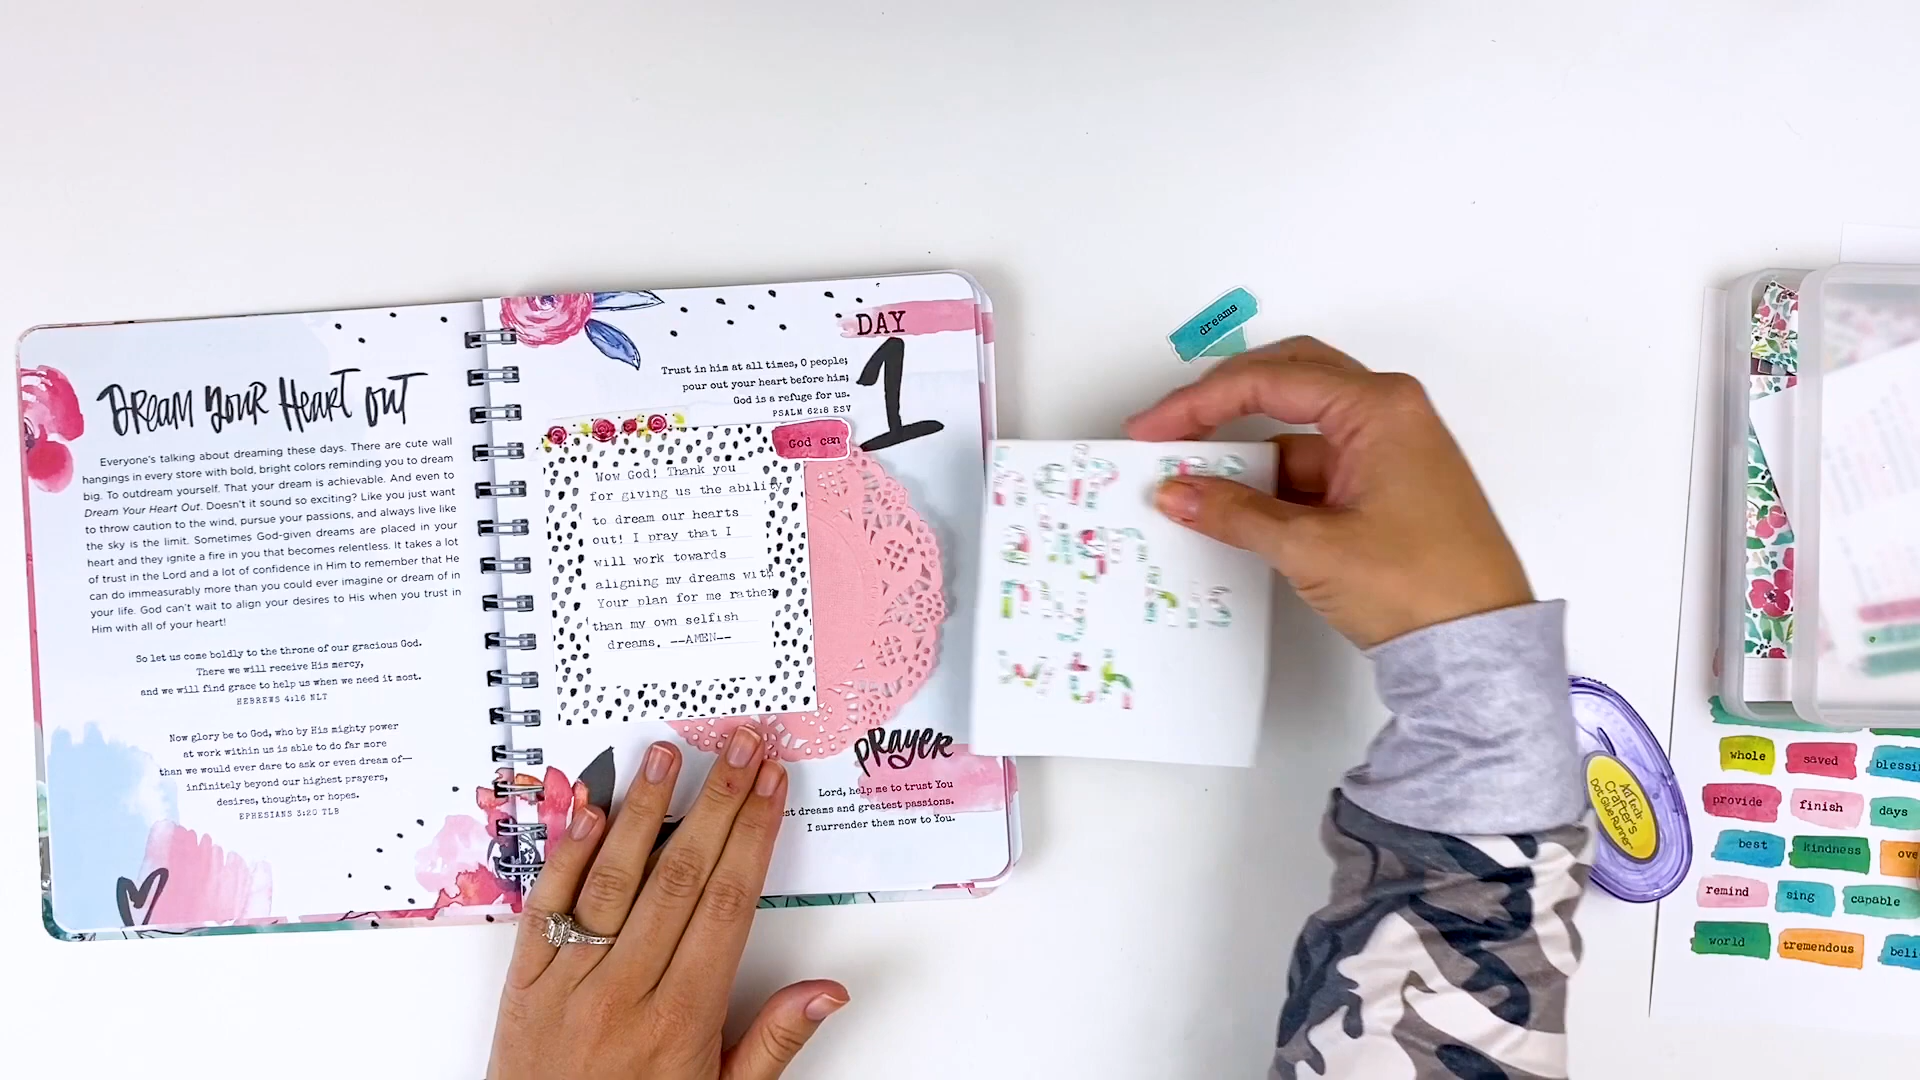 DREAM YOUR HEART OUT
Everyone's talking about dreaming these days. There are cute wall
hangings in every store with bold, bright colors reminding you to dream
big. To outdream yourself. That your dream is achievable. And even to
Dream Your Heart Out. Doesn't it sound so exciting? Like you just want
to throw caution to the wind, pursue your passions, and always live like
the sky is the limit. Sometimes God-given dreams are placed in your
heart and they ignite a fire in you that becomes relentless. It takes a lot
of trust in the Lord and a lot of confidence in Him to remember that He
can do immeasurably more than you could ever imagine or dream of in
your life. God can't wait to align your desires to His when you trust in
Him with all of your heart!
So let us come boldly to the throne of our gracious God.
There we will receive His mercy,
and we will find grace to help us when we need it most.
HEBREWS 4:16 NLT
Now glory be to God, who by His mighty power
at work within us is able to do far more
than we would ever dare to ask or even dream of—
infinitely beyond our highest prayers,
desires, thoughts, or hopes.
EPHESIANS 3:20 TLB
DAY
1
Trust in him at all times, O people;
pour out your heart before him;
God is a refuge for us.
PSALM 62:8 ESV
God can
Wow God! Thank you
for giving us the ability
to dream our hearts
out! I pray that I
will work towards
aligning my dreams with
Your plan for me rather
than my own selfish
dreams. --AMEN--
PRAYER
Lord, help me to trust You
dreams and greatest passions.
I surrender them now to You.
dreams
help me
align
my his
with
AdTech
Crafter's
Dot Glue Runner
whole saved
provide finish days
best kindness
remind sing capable
world tremendous